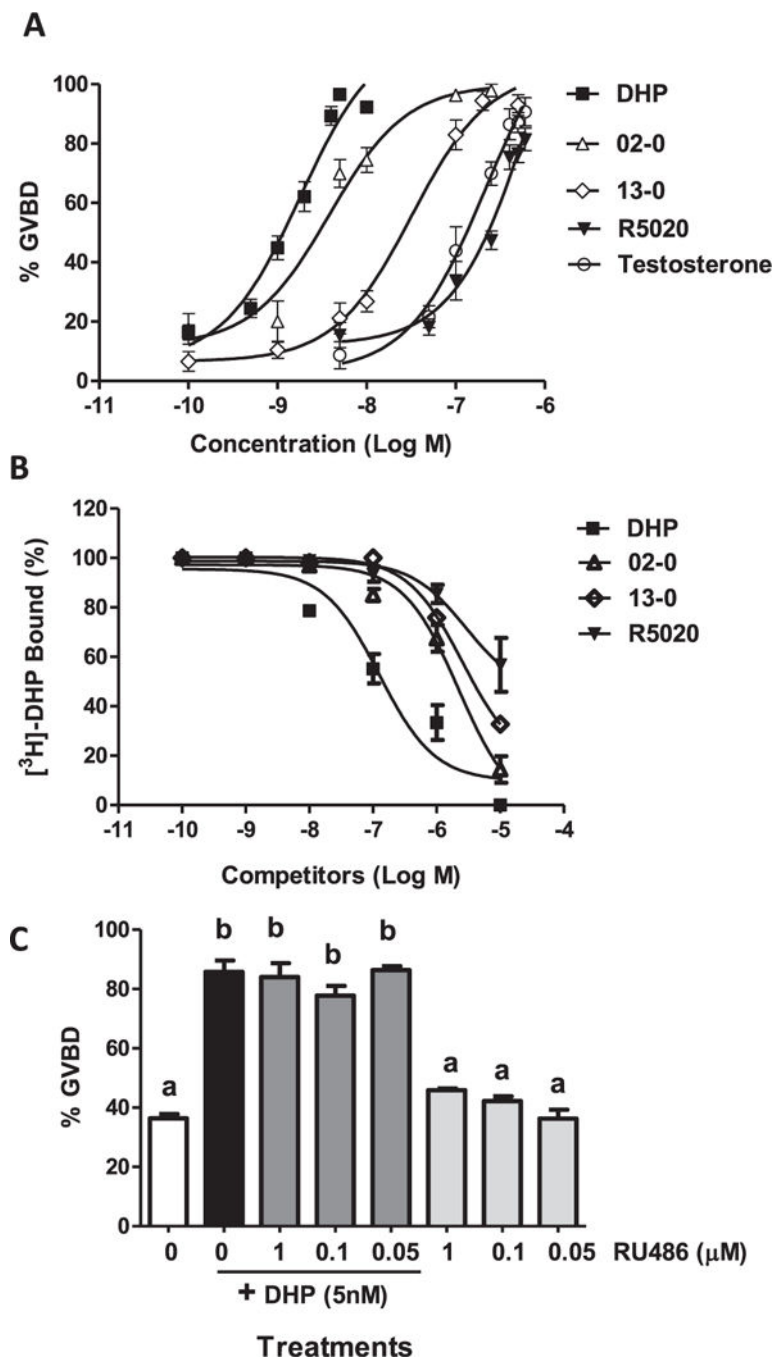 A
% GVBD
100
80
60
40
20
0
-11 -10 -9 -8 -7 -6
Concentration (Log M)
DHP
02-0
13-0
R5020
Testosterone
B
[³H]-DHP Bound (%)
120
100
80
60
40
20
0
-11 -10 -9 -8 -7 -6 -5 -4
Competitors (Log M)
DHP
02-0
13-0
R5020
C
% GVBD
100
80
60
40
20
0
a b b b b a a a
0 0 1 0.1 0.05 1 0.1 0.05 RU486 (μM)
+ DHP (5nM)
Treatments